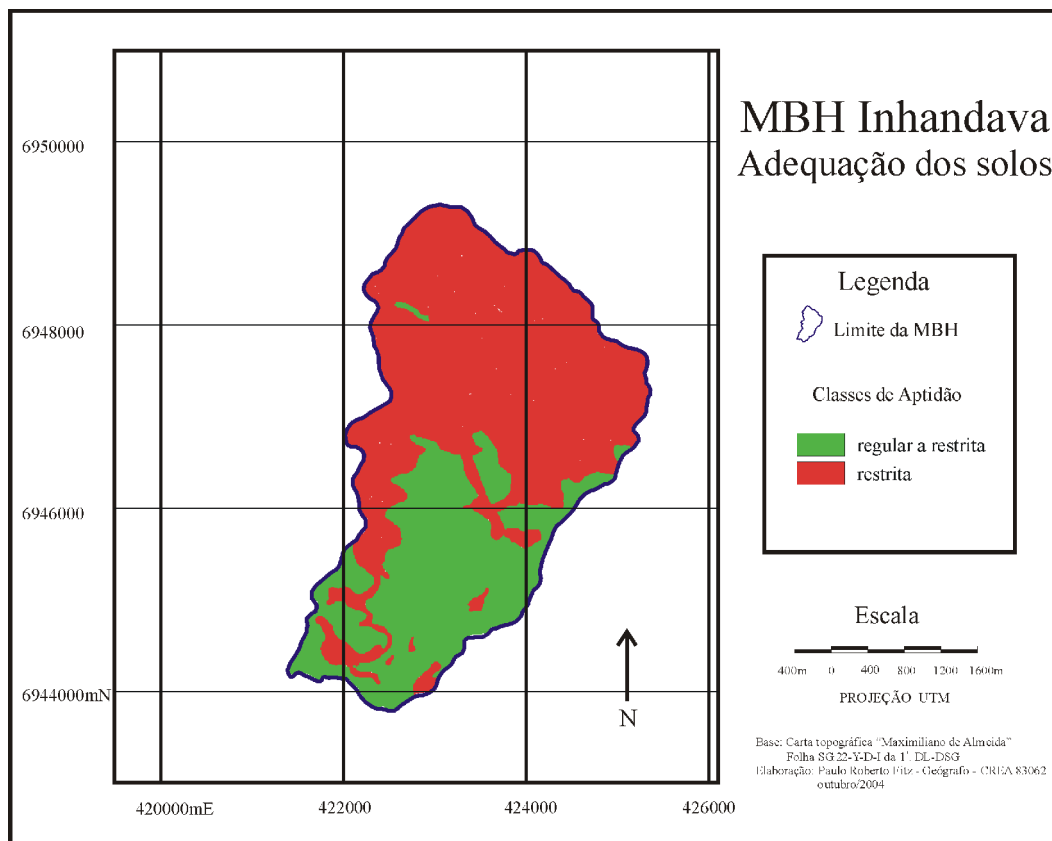 MBH Inhandava
Adequação dos solos
6950000
6948000
6946000
6944000mN
420000mE 422000 424000 426000
N
Legenda
Limite da MBH
Classes de Aptidão
regular a restrita
restrita
Escala
400m 0 400 800 1200 1600m
PROJEÇÃO UTM
Base: Carta topográfica "Maximiliano de Almeida"
Folha SG 22-Y-D-I da 1ª. DL-DSG
Elaboração: Paulo Roberto Fitz - Geógrafo - CREA 83062
outubro/2004